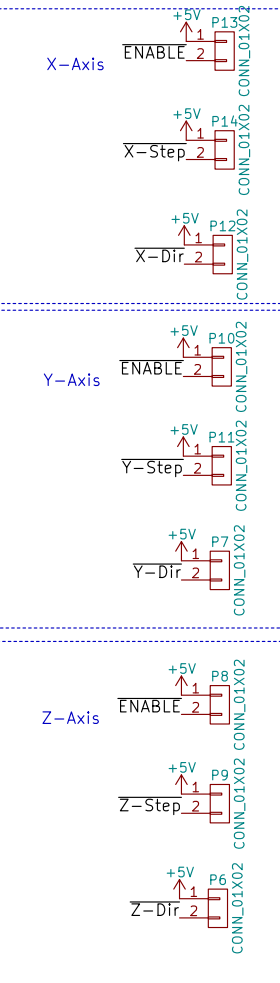 +5V
P13
1
ENABLE 2
CONN_01X02
X-Axis
+5V
P14
1
X-Step 2
CONN_01X02
+5V
P12
1
X-Dir 2
CONN_01X02
+5V
P10
1
ENABLE 2
CONN_01X02
Y-Axis
+5V
P11
1
Y-Step 2
CONN_01X02
+5V
P7
1
Y-Dir 2
CONN_01X02
+5V
P8
1
ENABLE 2
CONN_01X02
Z-Axis
+5V
P9
1
Z-Step 2
CONN_01X02
+5V
P6
1
Z-Dir 2
CONN_01X02